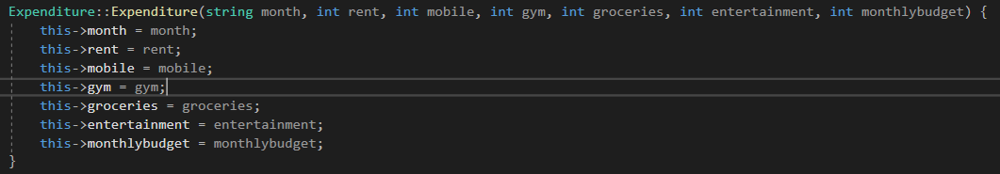 Expenditure::Expenditure(string month, int rent, int mobile, int gym, int groceries, int entertainment, int monthlybudget) {
this->month = month;
this->rent = rent;
this->mobile = mobile;
this->gym = gym;
this->groceries = groceries;
this->entertainment = entertainment;
this->monthlybudget = monthlybudget;
}